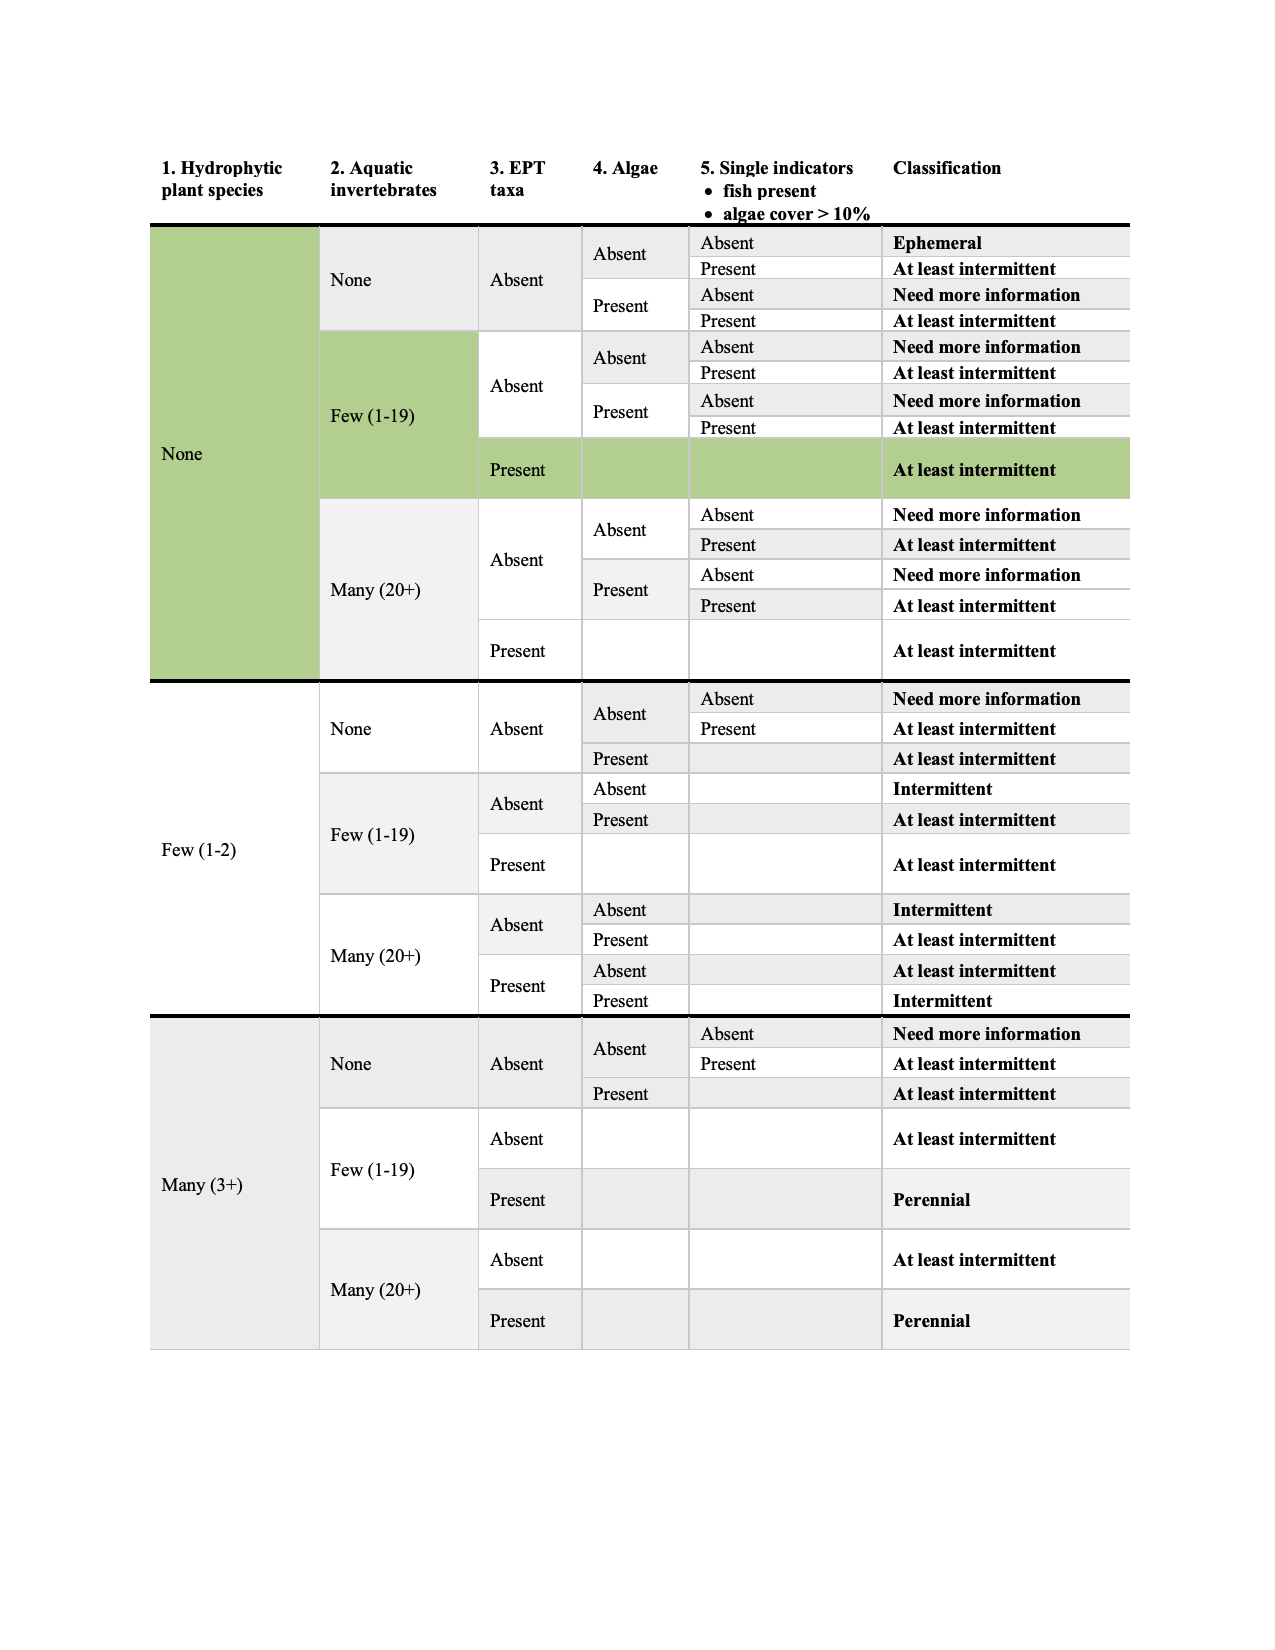 1. Hydrophytic
plant species
2. Aquatic
invertebrates
3. EPT
taxa
4. Algae
5. Single indicators
• fish present
• algae cover > 10%
Classification
None
None
Absent
Absent
Absent
Ephemeral
Present
At least intermittent
Present
Absent
Need more information
Present
At least intermittent
Few (1-19)
Absent
Absent
Absent
Need more information
Present
At least intermittent
Present
Absent
Need more information
Present
At least intermittent
Present
At least intermittent
Many (20+)
Absent
Absent
Absent
Need more information
Present
At least intermittent
Present
Absent
Need more information
Present
At least intermittent
Present
At least intermittent
Few (1-2)
None
Absent
Absent
Absent
Need more information
Present
At least intermittent
Present
At least intermittent
Few (1-19)
Absent
Absent
Intermittent
Present
At least intermittent
Present
At least intermittent
Many (20+)
Absent
Absent
Intermittent
Present
At least intermittent
Present
Absent
At least intermittent
Present
Intermittent
Many (3+)
None
Absent
Absent
Absent
Need more information
Present
At least intermittent
Present
At least intermittent
Few (1-19)
Absent
At least intermittent
Present
Perennial
Many (20+)
Absent
At least intermittent
Present
Perennial